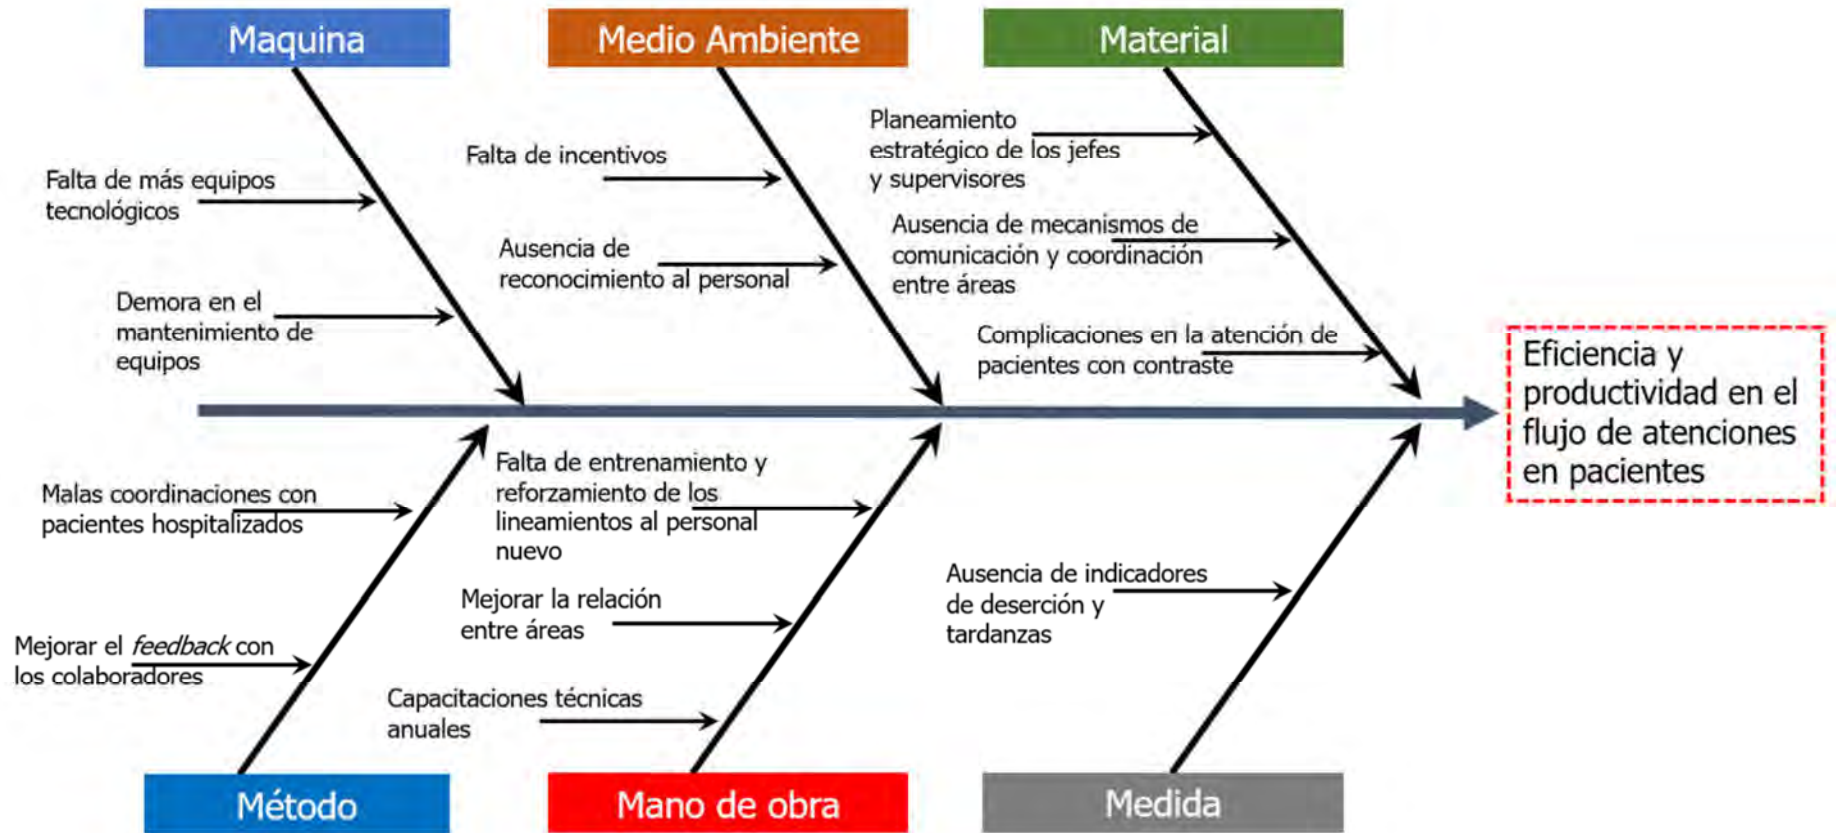 Maquina
Medio Ambiente
Material
Falta de más equipos
tecnológicos
Demora en el
mantenimiento de
equipos
Falta de incentivos
Ausencia de
reconocimiento al personal
Planeamiento
estratégico de los jefes
y supervisores
Ausencia de mecanismos de
comunicación y coordinación
entre áreas
Complicaciones en la atención de
pacientes con contraste
Eficiencia y
productividad en el
flujo de atenciones
en pacientes
Malas coordinaciones con
pacientes hospitalizados
Mejorar el feedback con
los colaboradores
Falta de entrenamiento y
reforzamiento de los
lineamientos al personal
nuevo
Mejorar la relación
entre áreas
Capacitaciones técnicas
anuales
Ausencia de indicadores
de deserción y
tardanzas
Método
Mano de obra
Medida